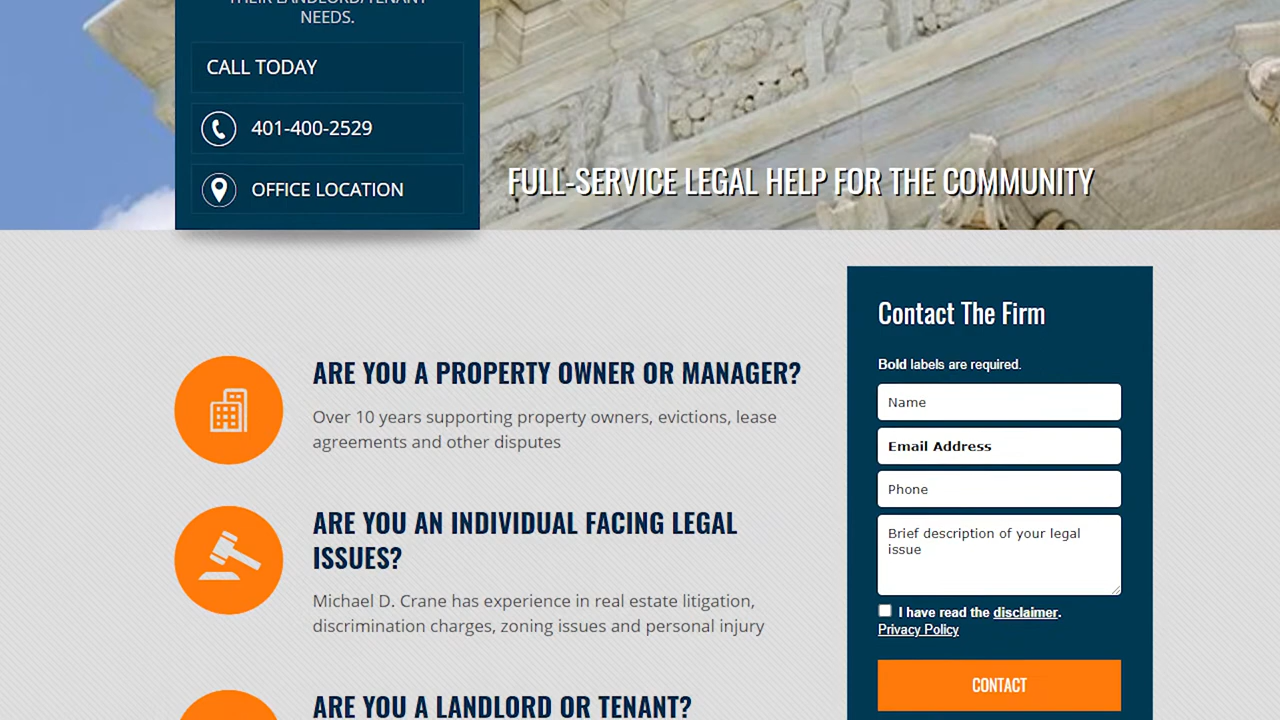 THEIR LANDLORD/TENANT
NEEDS.
CALL TODAY
401-400-2529
OFFICE LOCATION
FULL-SERVICE LEGAL HELP FOR THE COMMUNITY
ARE YOU A PROPERTY OWNER OR MANAGER?
Over 10 years supporting property owners, evictions, lease
agreements and other disputes
ARE YOU AN INDIVIDUAL FACING LEGAL
ISSUES?
Michael D. Crane has experience in real estate litigation,
discrimination charges, zoning issues and personal injury
ARE YOU A LANDLORD OR TENANT?
Contact The Firm
Bold labels are required.
Name
Email Address
Phone
Brief description of your legal
issue
I have read the disclaimer.
Privacy Policy
CONTACT